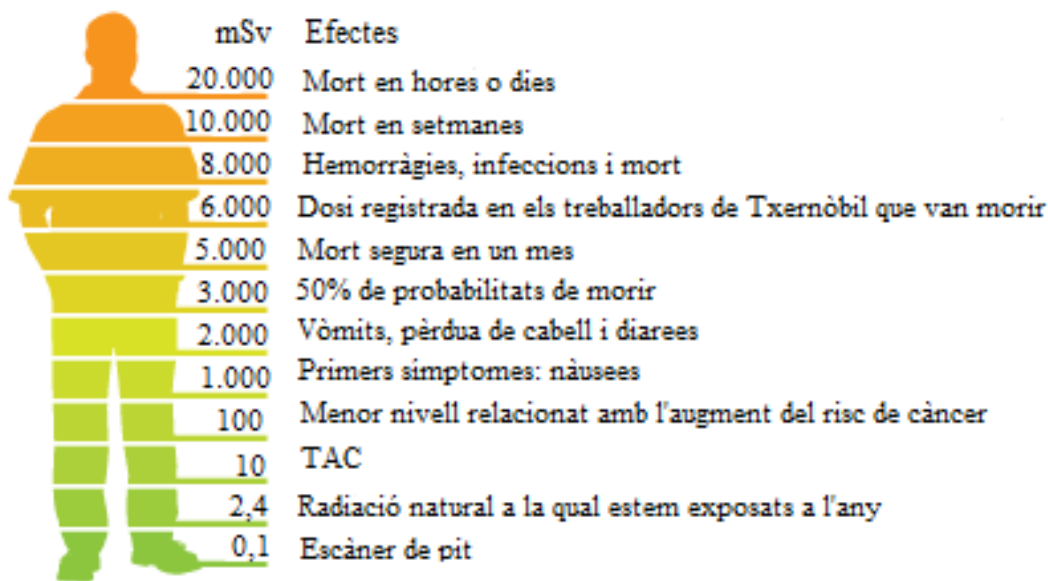 mSv Efectes
20.000 Mort en hores o dies
10.000 Mort en setmanes
8.000 Hemorràgies, infeccions i mort
6.000 Dosi registrada en els treballadors de Txernòbil que van morir
5.000 Mort segura en un mes
3.000 50% de probabilitats de morir
2.000 Vòmits, pèrdua de cabell i diarees
1.000 Primers simptomes: nàusees
100 Menor nivell relacionat amb l'augment del risc de càncer
10 TAC
2,4 Radiació natural a la qual estem exposats a l'any
0,1 Escàner de pit